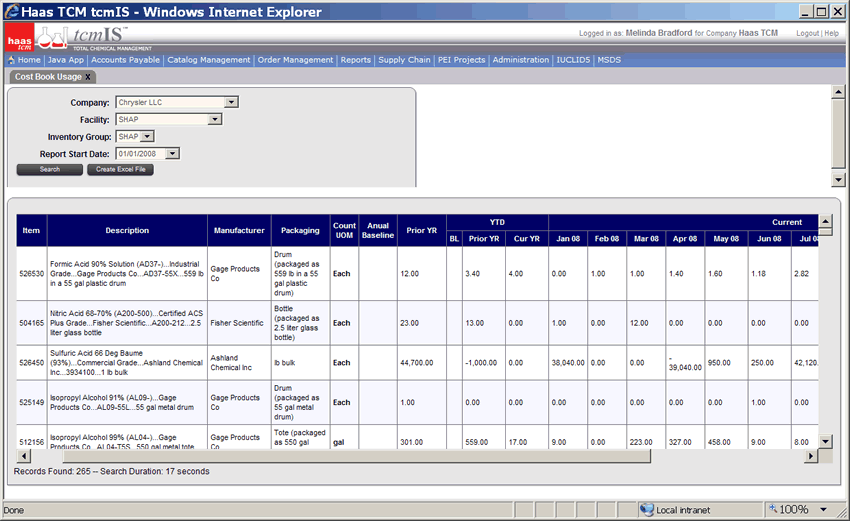 Haas TCM tcmIS - Windows Internet Explorer
haas tcm
tcmIS™
TOTAL CHEMICAL MANAGEMENT
Logged in as: Melinda Bradford for Company Haas TCM
Logout | Help
Home | Java App | Accounts Payable | Catalog Management | Order Management | Reports | Supply Chain | PEI Projects | Administration | IUCLID5 | MSDS
Cost Book Usage x
Company: Chrysler LLC
Facility: SHAP
Inventory Group: SHAP
Report Start Date: 01/01/2008
Search Create Excel File
YTD Current
Item Description Manufacturer Packaging Count UOM Anual Baseline Prior YR BL Prior YR Cur YR Jan 08 Feb 08 Mar 08 Apr 08 May 08 Jun 08 Jul
526530 Formic Acid 90% Solution (AD37-)...Industrial Grade...Gage Products Co...AD37-55X...559 lb in a 55 gal plastic drum Gage Products Co Drum (packaged as 559 lb in a 55 gal plastic drum) Each 12.00 3.40 4.00 0.00 1.00 1.00 1.40 1.60 1.18 2.82
504165 Nitric Acid 68-70% (A200-500)...Certified ACS Plus Grade...Fisher Scientific...A200-212...2.5 liter glass bottle Fisher Scientific Bottle (packaged as 2.5 liter glass bottle) Each 23.00 13.00 0.00 1.00 0.00 12.00 0.00 0.00 0.00 0.00
526450 Sulfuric Acid 66 Deg Baume (93%)...Commercial Grade...Ashland Chemical Inc...3934100...1 lb bulk Ashland Chemical Inc lb bulk Each 44,700.00 -1,000.00 0.00 38,040.00 0.00 0.00 -39,040.00 950.00 250.00 42,120.
525149 Isopropyl Alcohol 91% (AL09-)...Gage Products Co...AL09-55L...55 gal metal drum Gage Products Co Drum (packaged as 55 gal metal drum) Each 1.00 0.00 0.00 0.00 0.00 0.00 0.00 0.00 1.00 0.00
512156 Isopropyl Alcohol 99% (AL04-)...Gage Products Co...AL04-T5S...550 gal metal tote Gage Products Co Tote (packaged as 550 gal gal 301.00 559.00 17.00 9.00 0.00 223.00 327.00 458.00 9.00 8.00
Records Found: 265 -- Search Duration: 17 seconds
Done Local intranet 100%